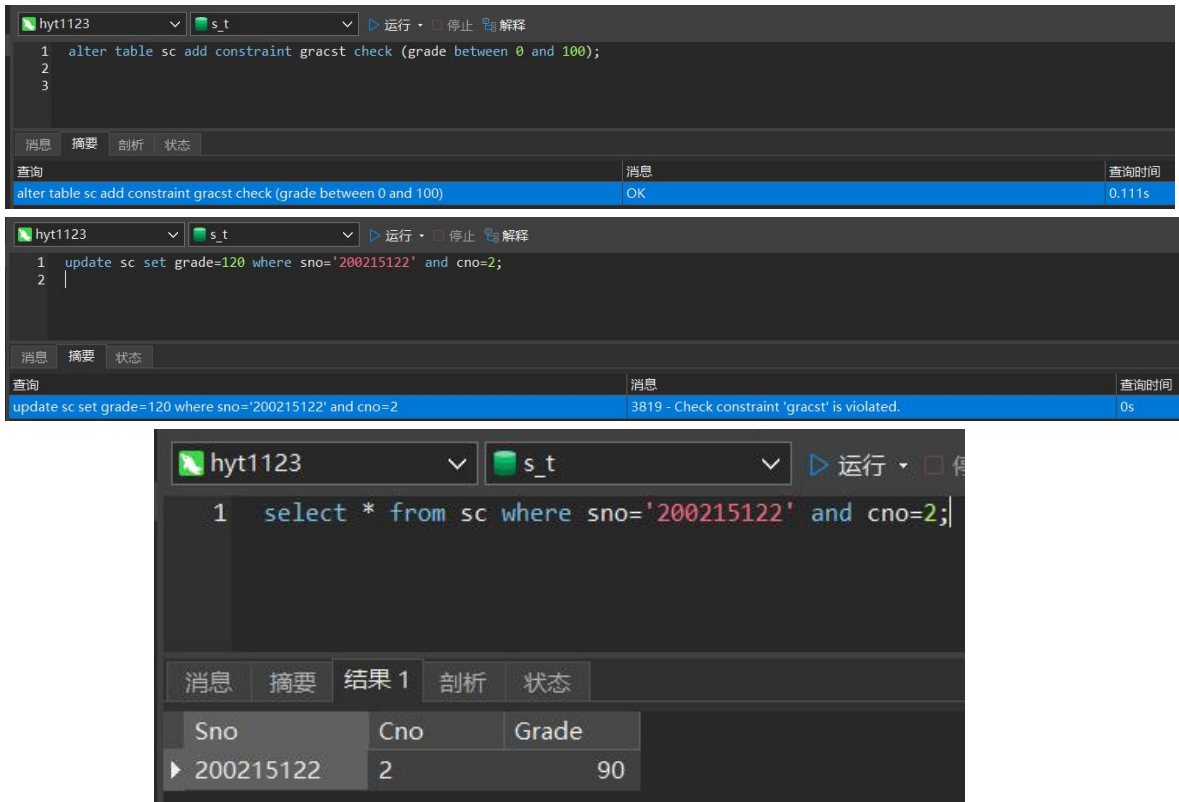 hyt1123 s_t 运行 停止 解释
1 alter table sc add constraint gracst check (grade between 0 and 100);
2
3
消息 摘要 剖析 状态
查询 消息 查询时间
alter table sc add constraint gracst check (grade between 0 and 100) OK 0.111s
hyt1123 s_t 运行 停止 解释
1 update sc set grade=120 where sno='200215122' and cno=2;
2
消息 摘要 状态
查询 消息 查询时间
update sc set grade=120 where sno='200215122' and cno=2 3819 - Check constraint 'gracst' is violated. 0s
hyt1123 s_t 运行
1 select * from sc where sno='200215122' and cno=2;
消息 摘要 结果 1 剖析 状态
Sno Cno Grade
200215122 2 90